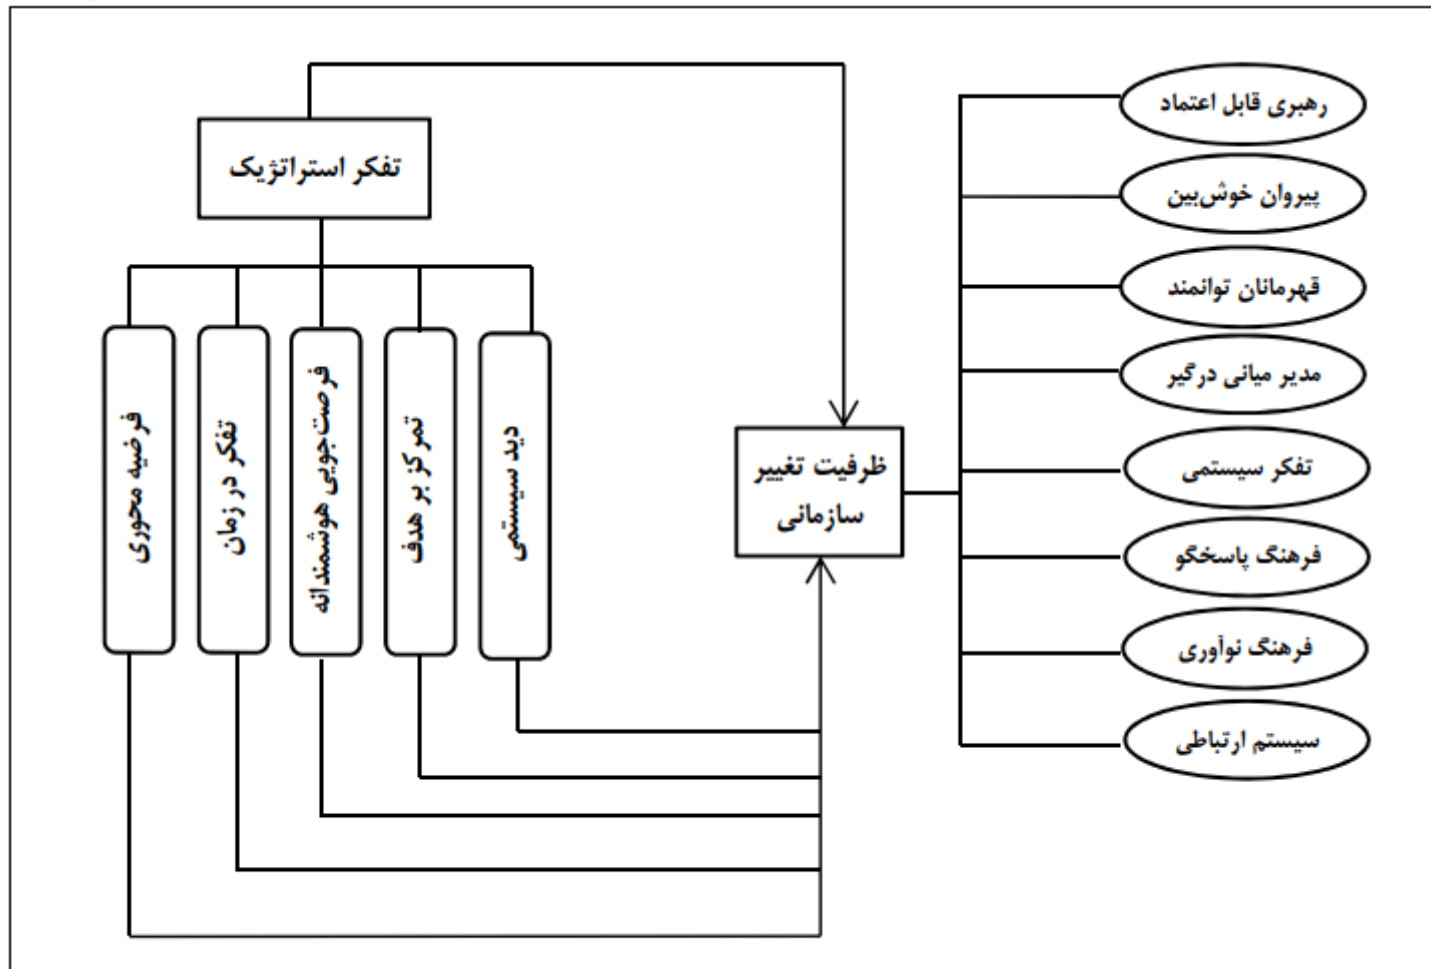 تفکر استراتژیک
دید سیستمی
تمرکز بر هدف
فرصت‌جویی هوشمندانه
تفکر در زمان
فرضیه محوری
ظرفیت تغییر
سازمانی
رهبری قابل اعتماد
پیروان خوش‌بین
قهرمانان توانمند
مدیر میانی درگیر
تفکر سیستمی
فرهنگ پاسخگو
فرهنگ نوآوری
سیستم ارتباطی